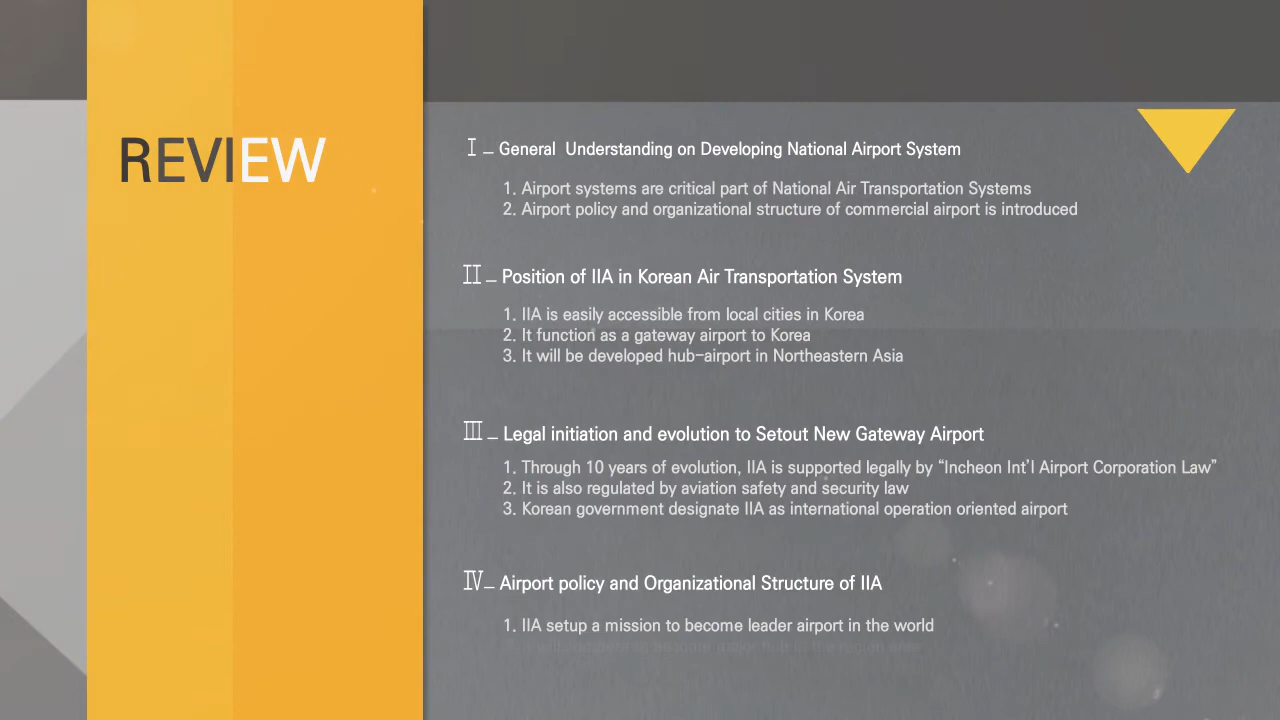 REVIEW
Ⅰ – General Understanding on Developing National Airport System
1. Airport systems are critical part of National Air Transportation Systems
2. Airport policy and organizational structure of commercial airport is introduced
Ⅱ – Position of IIA in Korean Air Transportation System
1. IIA is easily accessible from local cities in Korea
2. It function as a gateway airport to Korea
3. It will be developed hub-airport in Northeastern Asia
Ⅲ – Legal initiation and evolution to Setout New Gateway Airport
1. Through 10 years of evolution, IIA is supported legally by “Incheon Int’l Airport Corporation Law”
2. It is also regulated by aviation safety and security law
3. Korean government designate IIA as international operation oriented airport
Ⅳ – Airport policy and Organizational Structure of IIA
1. IIA setup a mission to become leader airport in the world